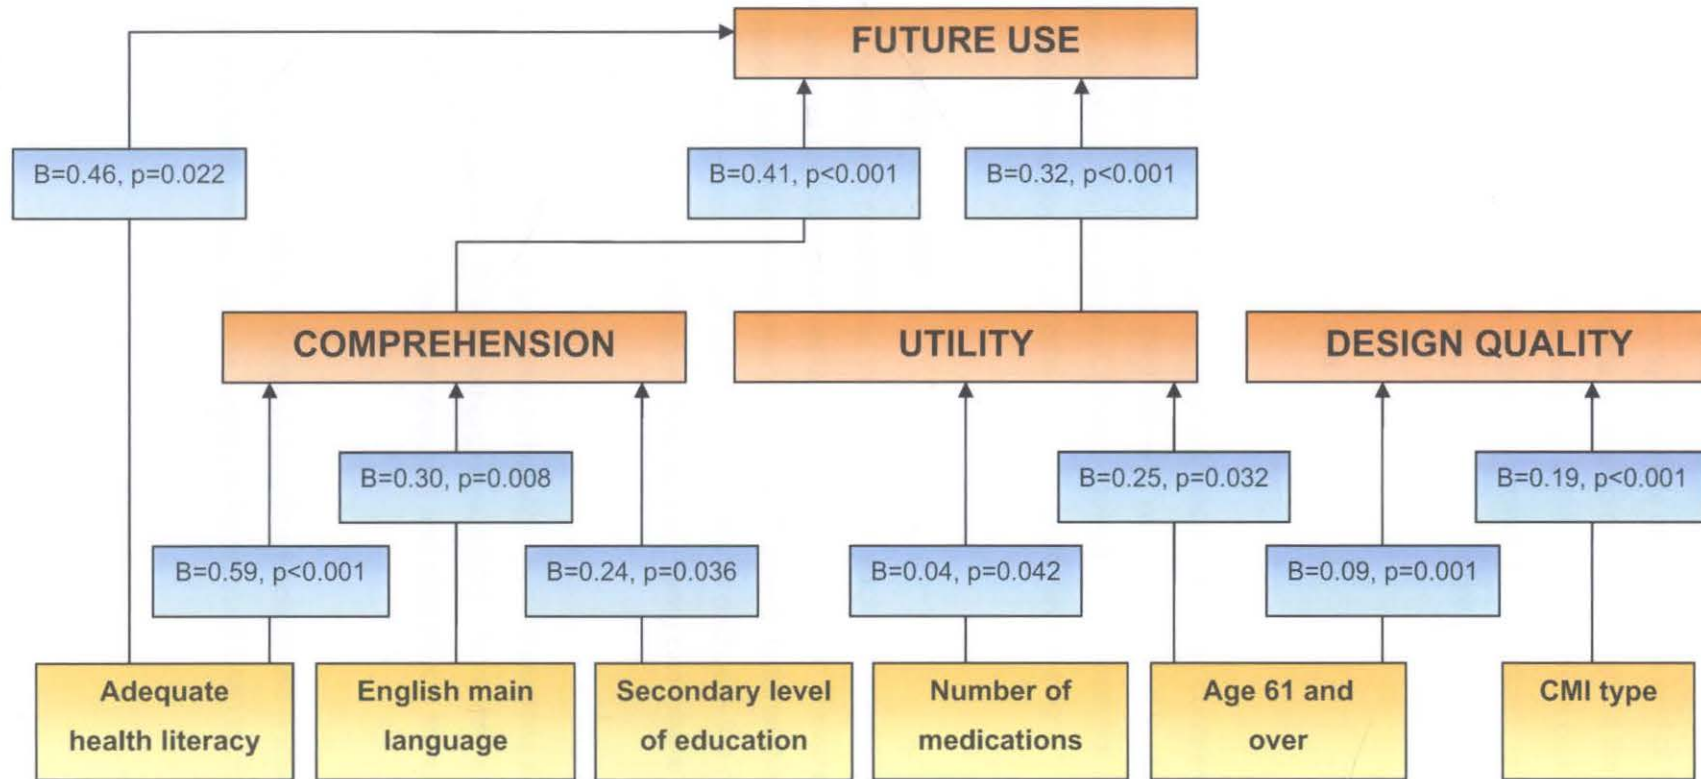 FUTURE USE
B=0.46, p=0.022
B=0.41, p<0.001
B=0.32, p<0.001
COMPREHENSION
UTILITY
DESIGN QUALITY
B=0.30, p=0.008
B=0.25, p=0.032
B=0.19, p<0.001
B=0.59, p<0.001
B=0.24, p=0.036
B=0.04, p=0.042
B=0.09, p=0.001
Adequate
health literacy
English main
language
Secondary level
of education
Number of
medications
Age 61 and
over
CMI type